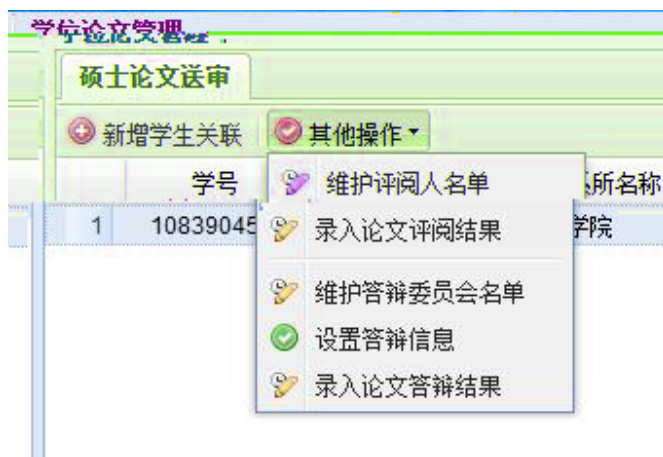 学位论文管理
硕士论文送审
新增学生关联 其他操作
学号 维护评阅人名单 所名称
1 10839045 录入论文评阅结果 学院
维护答辩委员会名单
设置答辩信息
录入论文答辩结果